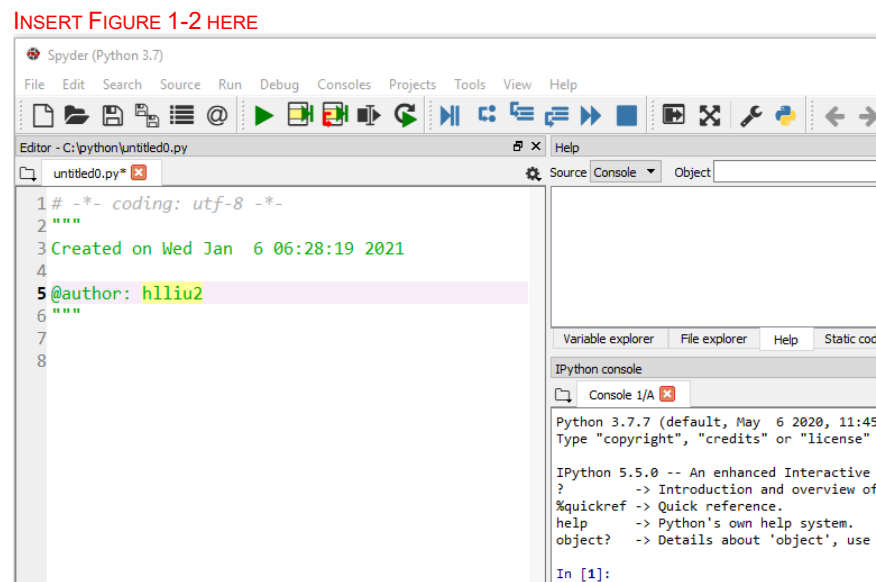 INSERT FIGURE 1-2 HERE
Spyder (Python 3.7)
File Edit Search Source Run Debug Consoles Projects Tools View Help
Editor - C:\python\untitled0.py
untitled0.py*
1 # -*- coding: utf-8 -*-
2 """
3 Created on Wed Jan  6 06:28:19 2021
4
5 @author: hlliu2
6 """
7
8
Help
Source Console Object
Variable explorer File explorer Help Static cod
IPython console
Console 1/A
Python 3.7.7 (default, May  6 2020, 11:45
Type "copyright", "credits" or "license"
IPython 5.5.0 -- An enhanced Interactive
?         -> Introduction and overview of
%quickref -> Quick reference.
help      -> Python's own help system.
object?   -> Details about 'object', use
In [1]: